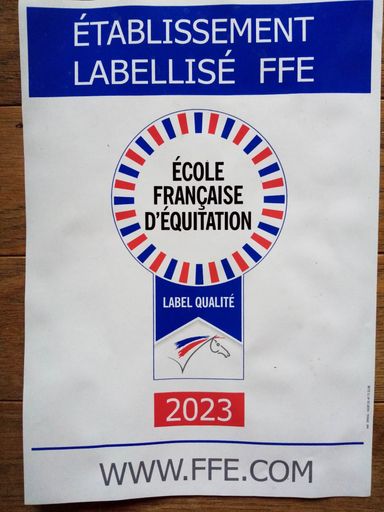 ÉTABLISSEMENT
LABELLISÉ FFE
ÉCOLE
FRANÇAISE
D'ÉQUITATION
LABEL QUALITÉ
2023
WWW.FFE.COM